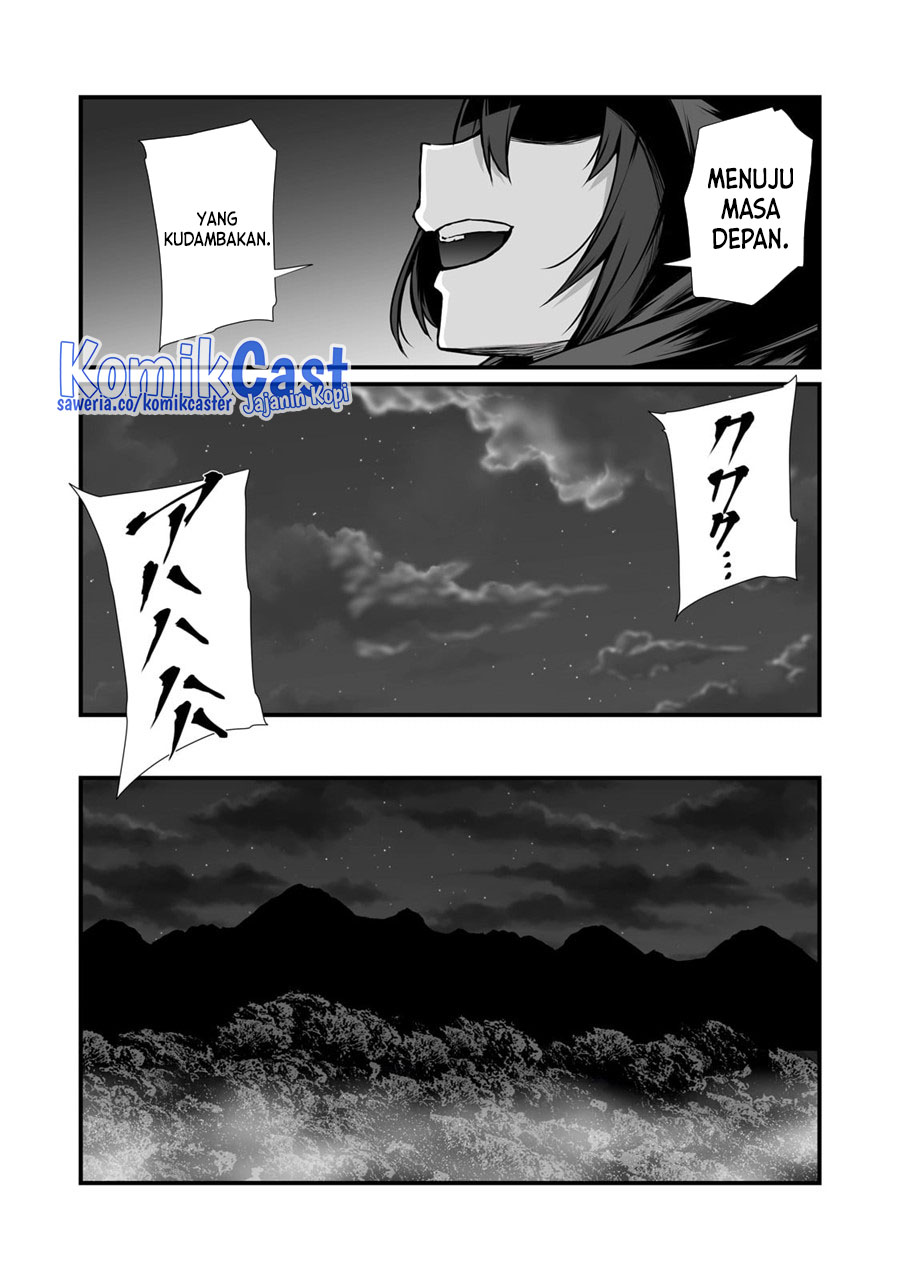 MENUJU
MASA
DEPAN.
YANG
KUDAMBAKAN.
KomikCast
saweria.co/komikcaster Jajanin Kopi
ククク…
アハハハ